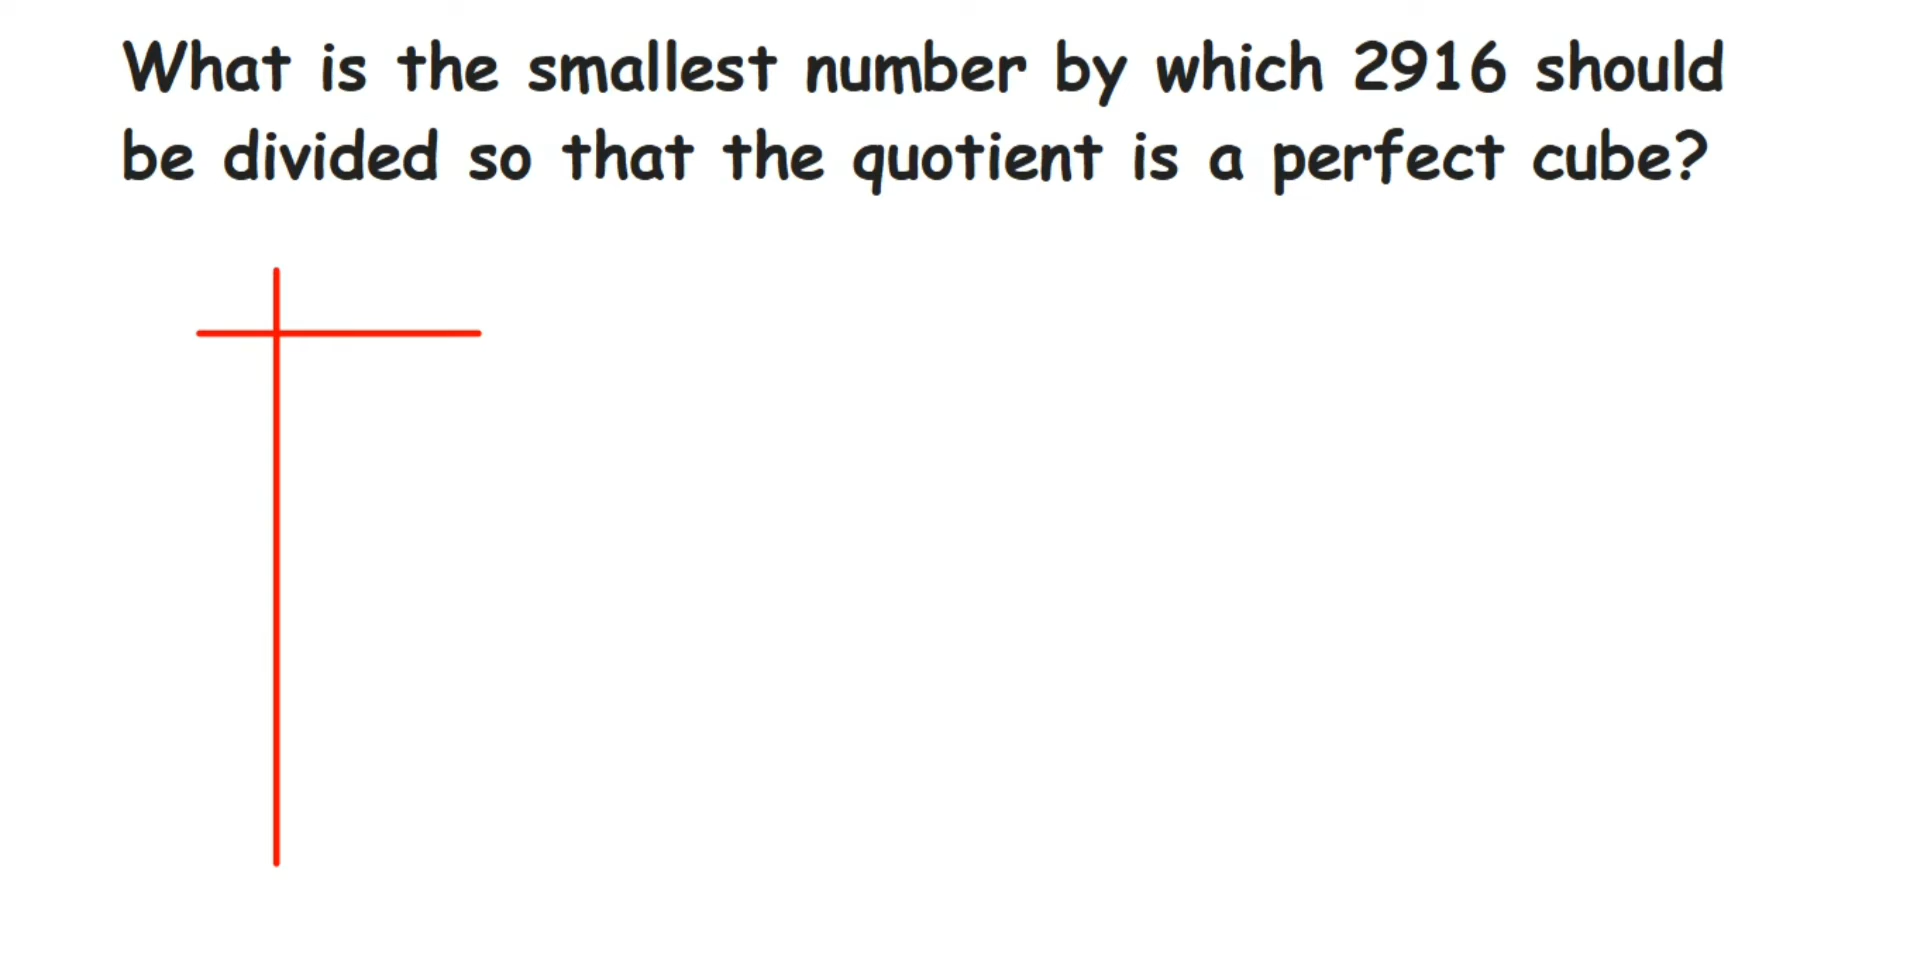 What is the smallest number by which 2916 should
be divided so that the quotient is a perfect cube?